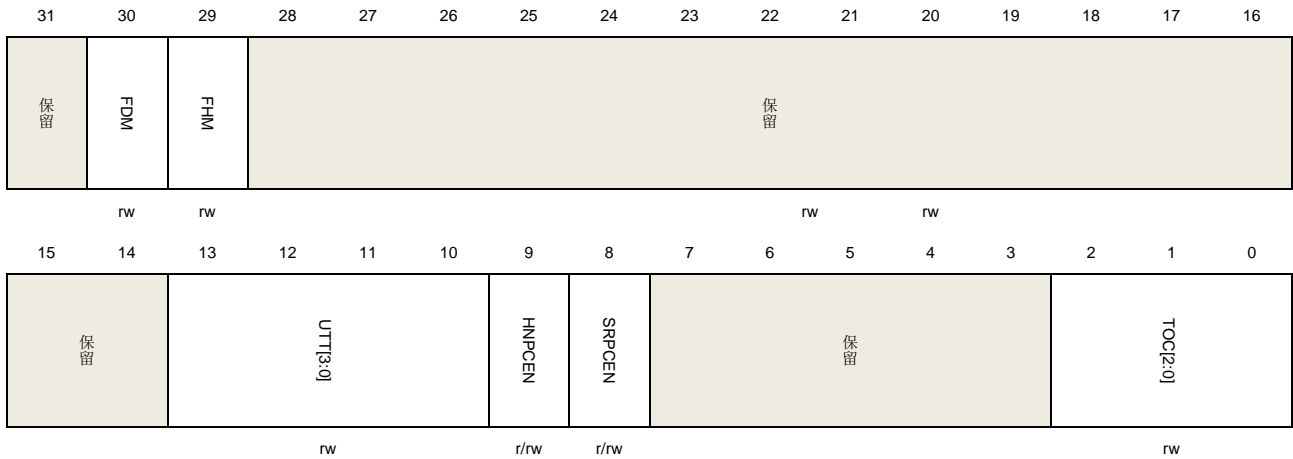 31 30 29 28 27 26 25 24 23 22 21 20 19 18 17 16
保留 FDM FHM 保留
rw rw rw rw
15 14 13 12 11 10 9 8 7 6 5 4 3 2 1 0
保留 UTT[3:0] HNPCEN SRPCEN 保留 TOC[2:0]
rw r/rw r/rw rw